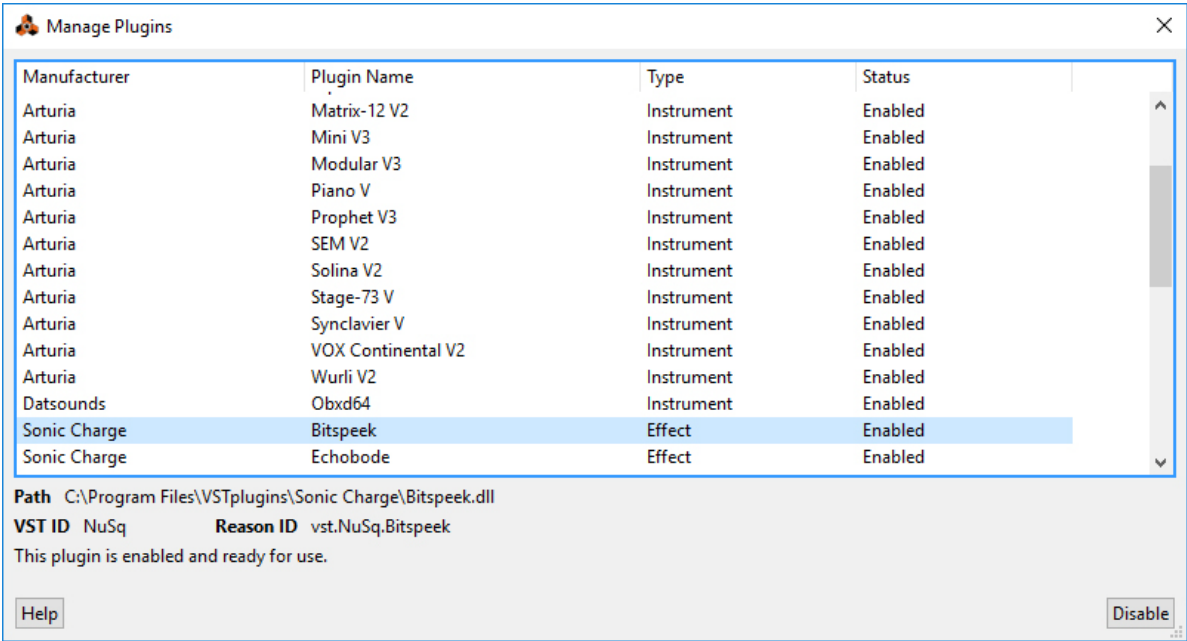 Manage Plugins
Manufacturer Plugin Name Type Status
Arturia Matrix-12 V2 Instrument Enabled
Arturia Mini V3 Instrument Enabled
Arturia Modular V3 Instrument Enabled
Arturia Piano V Instrument Enabled
Arturia Prophet V3 Instrument Enabled
Arturia SEM V2 Instrument Enabled
Arturia Solina V2 Instrument Enabled
Arturia Stage-73 V Instrument Enabled
Arturia Synclavier V Instrument Enabled
Arturia VOX Continental V2 Instrument Enabled
Arturia Wurli V2 Instrument Enabled
Datsounds Obxd64 Instrument Enabled
Sonic Charge Bitspeek Effect Enabled
Sonic Charge Echobode Effect Enabled
Path C:\Program Files\VSTplugins\Sonic Charge\Bitspeek.dll
VST ID NuSq Reason ID vst.NuSq.Bitspeek
This plugin is enabled and ready for use.
Help Disable